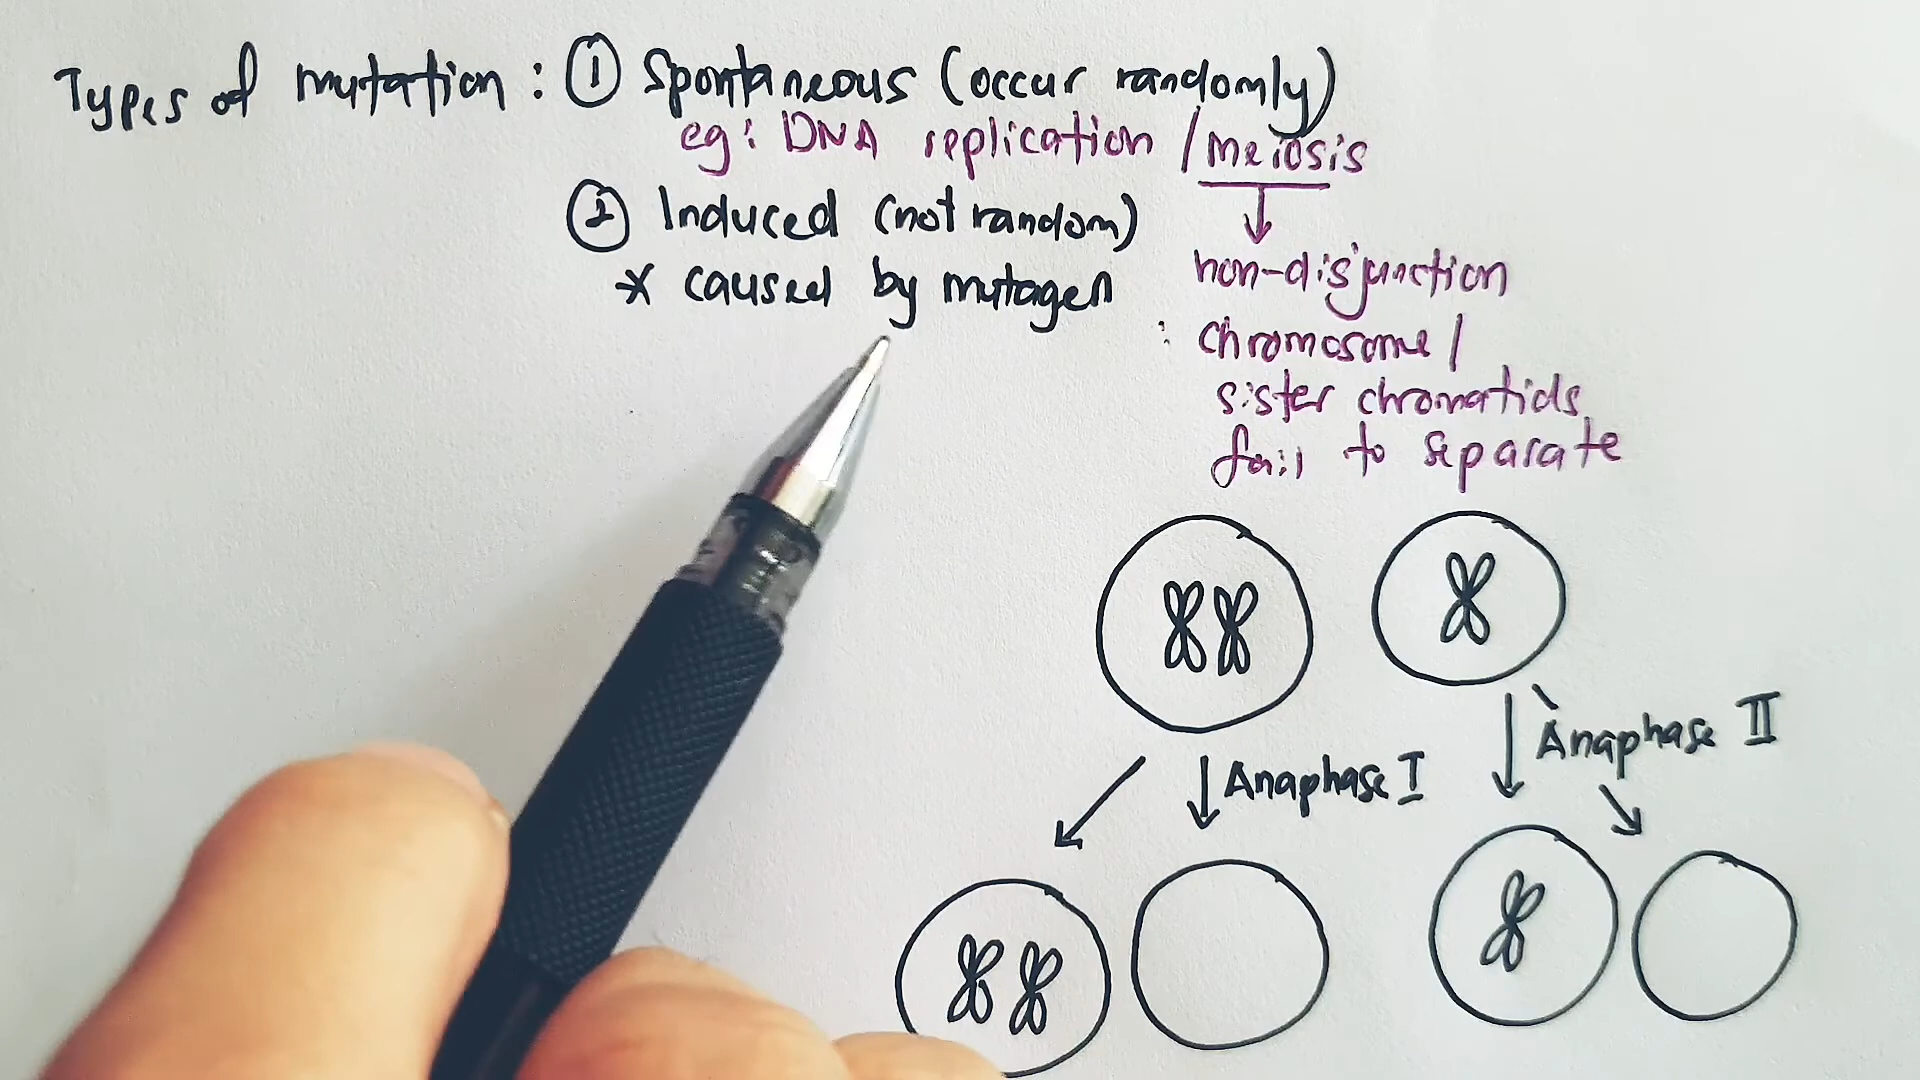 Types of mutation : ① Spontaneous (occur randomly)
eg: DNA replication / meiosis
② Induced (not random)
* caused by mutagen
non-disjunction
: chromosome /
sister chromatids
fail to separate
Anaphase II
Anaphase I